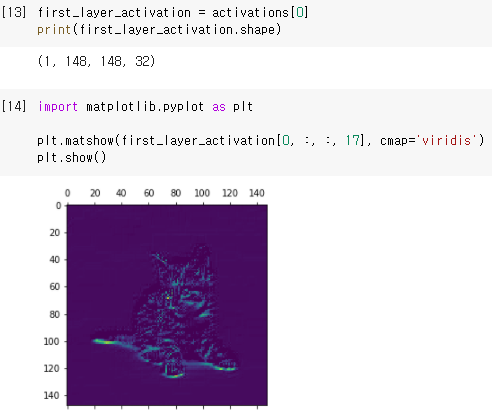 [13] first_layer_activation = activations[0]
print(first_layer_activation.shape)
(1, 148, 148, 32)
[14] import matplotlib.pyplot as plt
plt.matshow(first_layer_activation[0, :, :, 17], cmap='viridis')
plt.show()
0 20 40 60 80 100 120 140
0
20
40
60
80
100
120
140